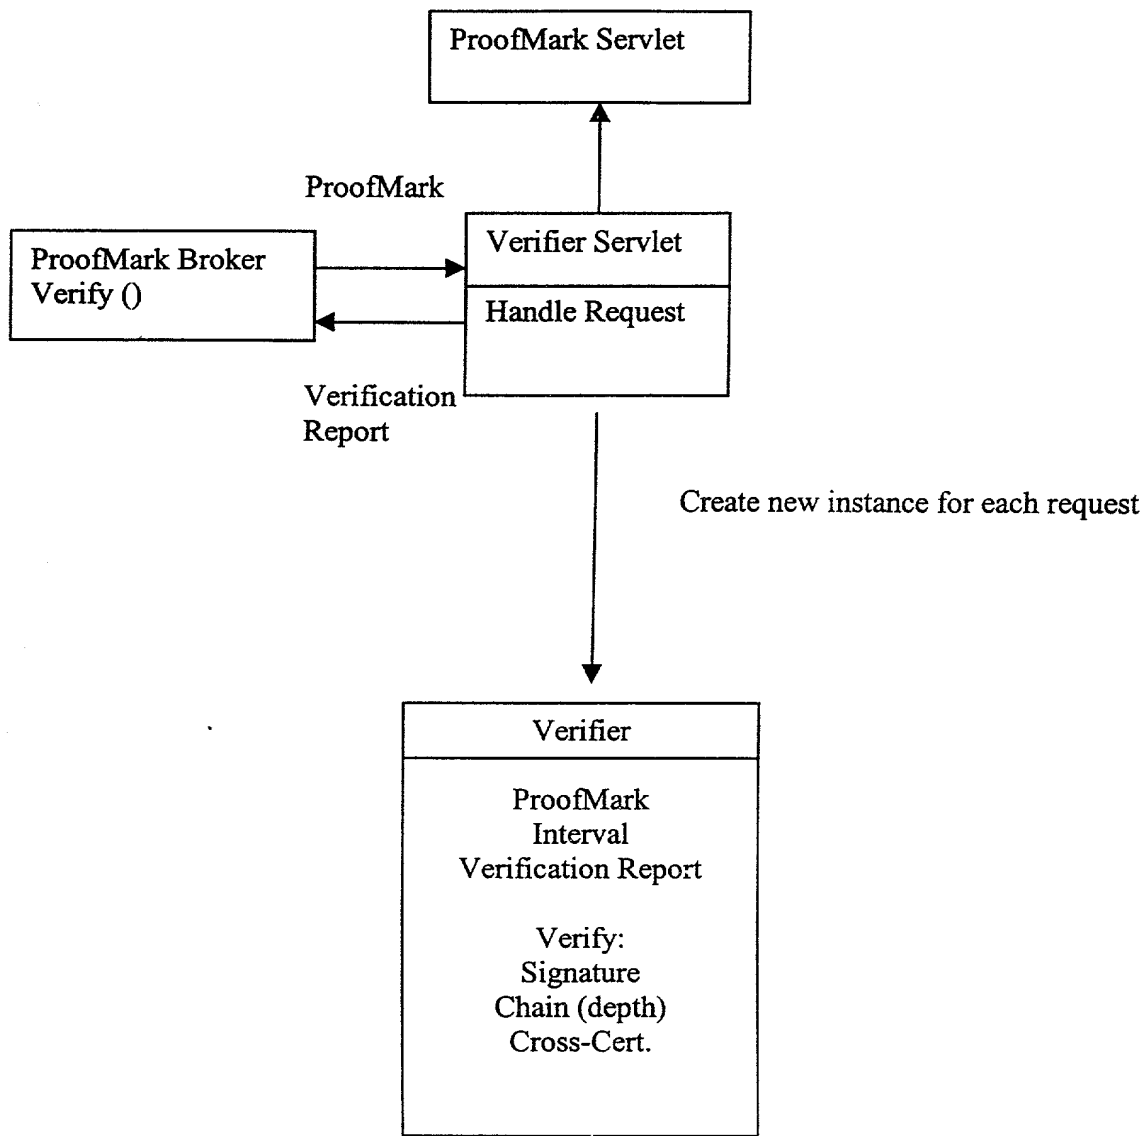 ProofMark Servlet
ProofMark
Verifier Servlet
ProofMark Broker
Verify ()
Handle Request
Verification
Report
Create new instance for each request
Verifier
ProofMark
Interval
Verification Report
Verify:
Signature
Chain (depth)
Cross-Cert.